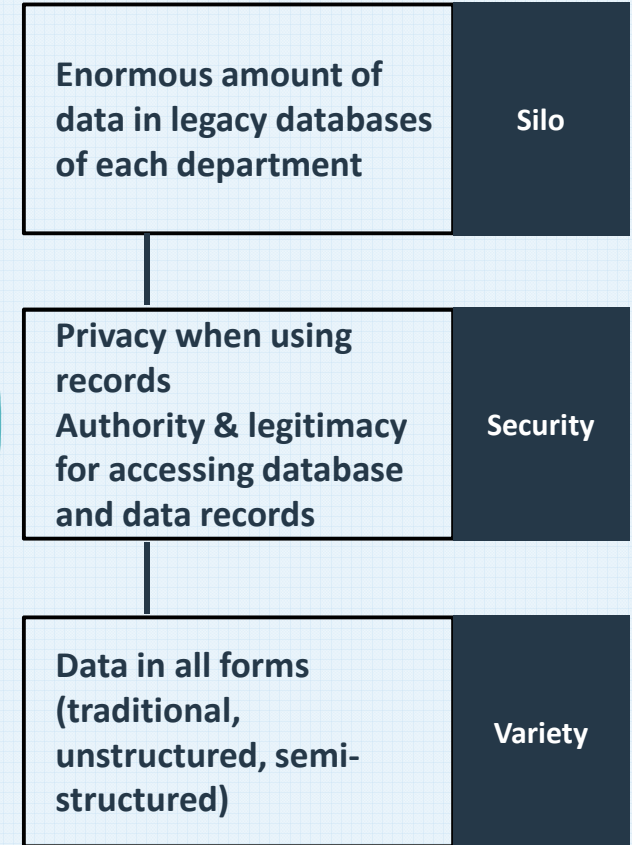 Enormous amount of
data in legacy databases
of each department
Silo
Privacy when using
records
Authority & legitimacy
for accessing database
and data records
Security
Data in all forms
(traditional,
unstructured, semi-
structured)
Variety